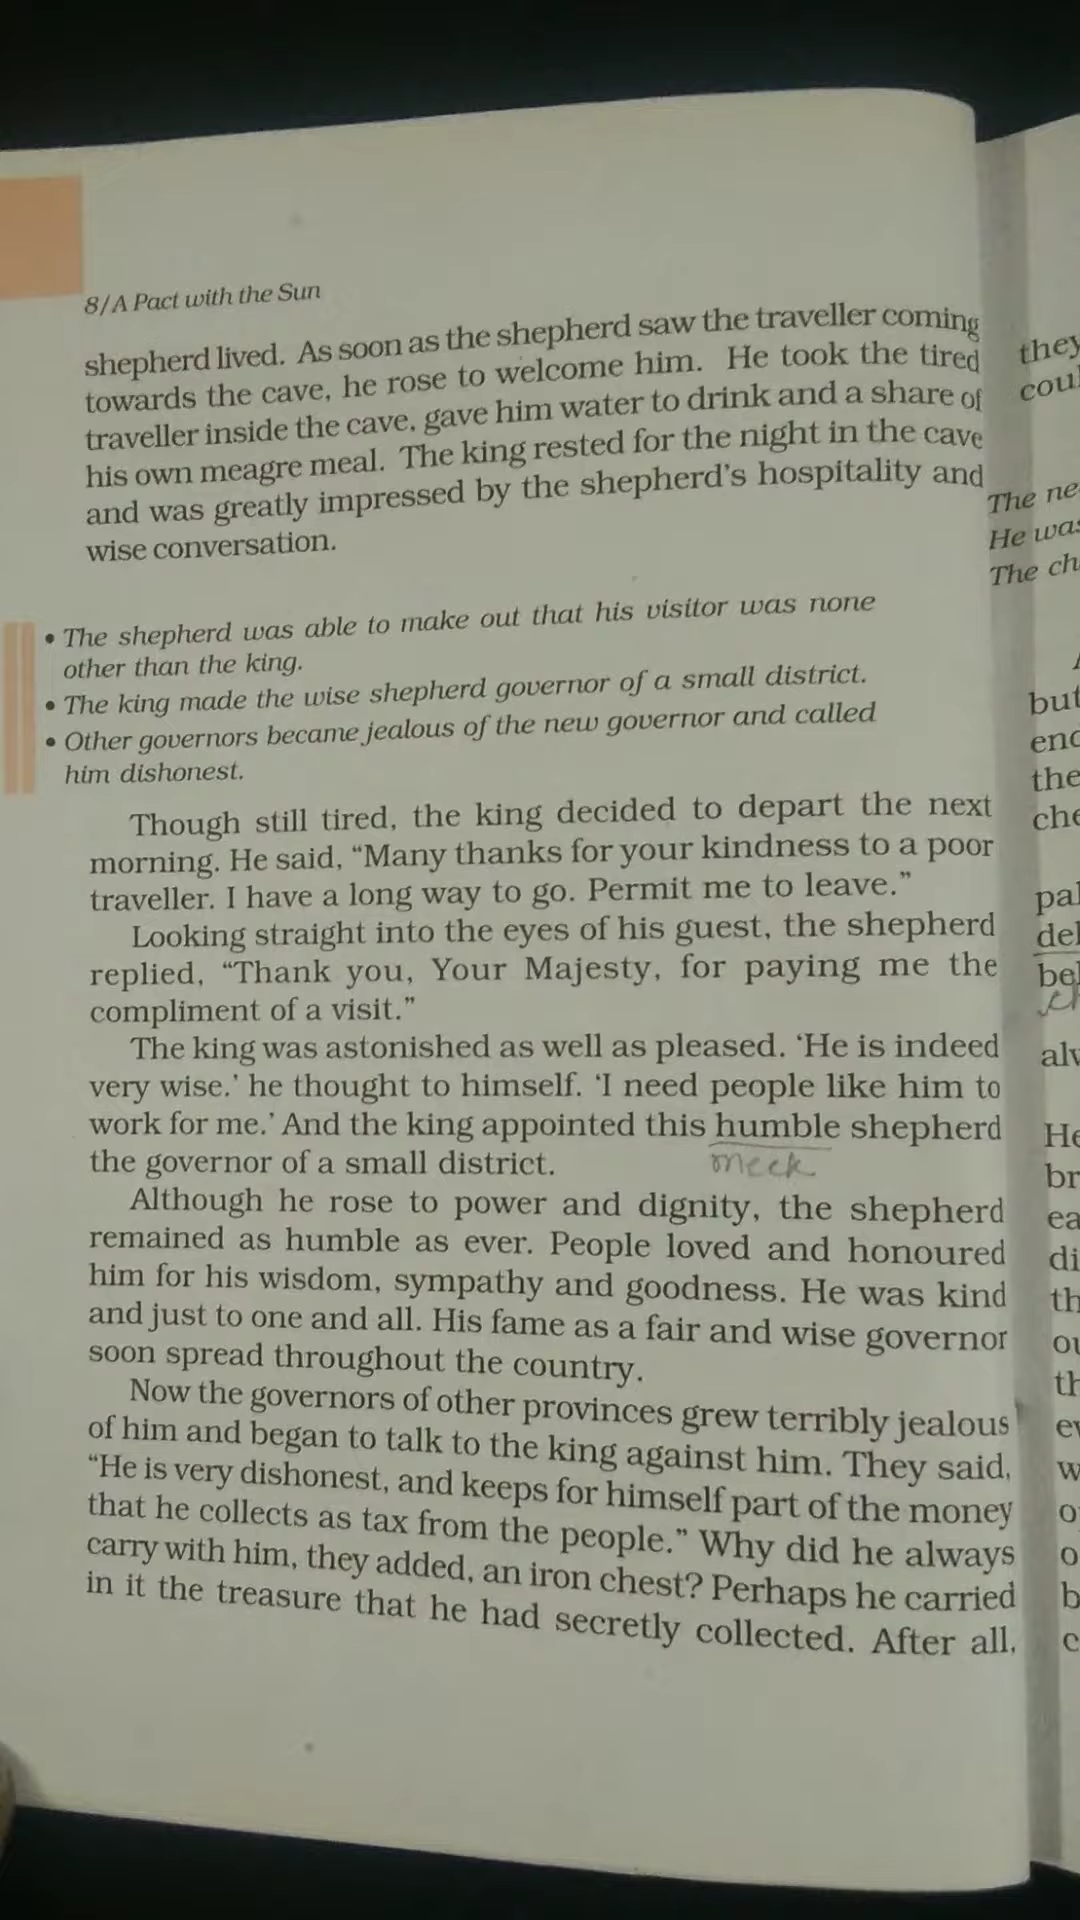 8/A Pact with the Sun
shepherd lived. As soon as the shepherd saw the traveller coming
towards the cave, he rose to welcome him. He took the tired
traveller inside the cave, gave him water to drink and a share of
his own meagre meal. The king rested for the night in the cave
and was greatly impressed by the shepherd's hospitality and
wise conversation.
• The shepherd was able to make out that his visitor was none
other than the king.
• The king made the wise shepherd governor of a small district.
• Other governors became jealous of the new governor and called
him dishonest.
Though still tired, the king decided to depart the next
morning. He said, “Many thanks for your kindness to a poor
traveller. I have a long way to go. Permit me to leave.”
Looking straight into the eyes of his guest, the shepherd
replied, “Thank you, Your Majesty, for paying me the
compliment of a visit.”
The king was astonished as well as pleased. ‘He is indeed
very wise.’ he thought to himself. ‘I need people like him to
work for me.’ And the king appointed this humble shepherd
the governor of a small district.
meek
Although he rose to power and dignity, the shepherd
remained as humble as ever. People loved and honoured
him for his wisdom, sympathy and goodness. He was kind
and just to one and all. His fame as a fair and wise governor
soon spread throughout the country.
Now the governors of other provinces grew terribly jealous
of him and began to talk to the king against him. They said,
“He is very dishonest, and keeps for himself part of the money
that he collects as tax from the people.” Why did he always
carry with him, they added, an iron chest? Perhaps he carried
in it the treasure that he had secretly collected. After all,
they
The ne
He was
The ch
but
the
He